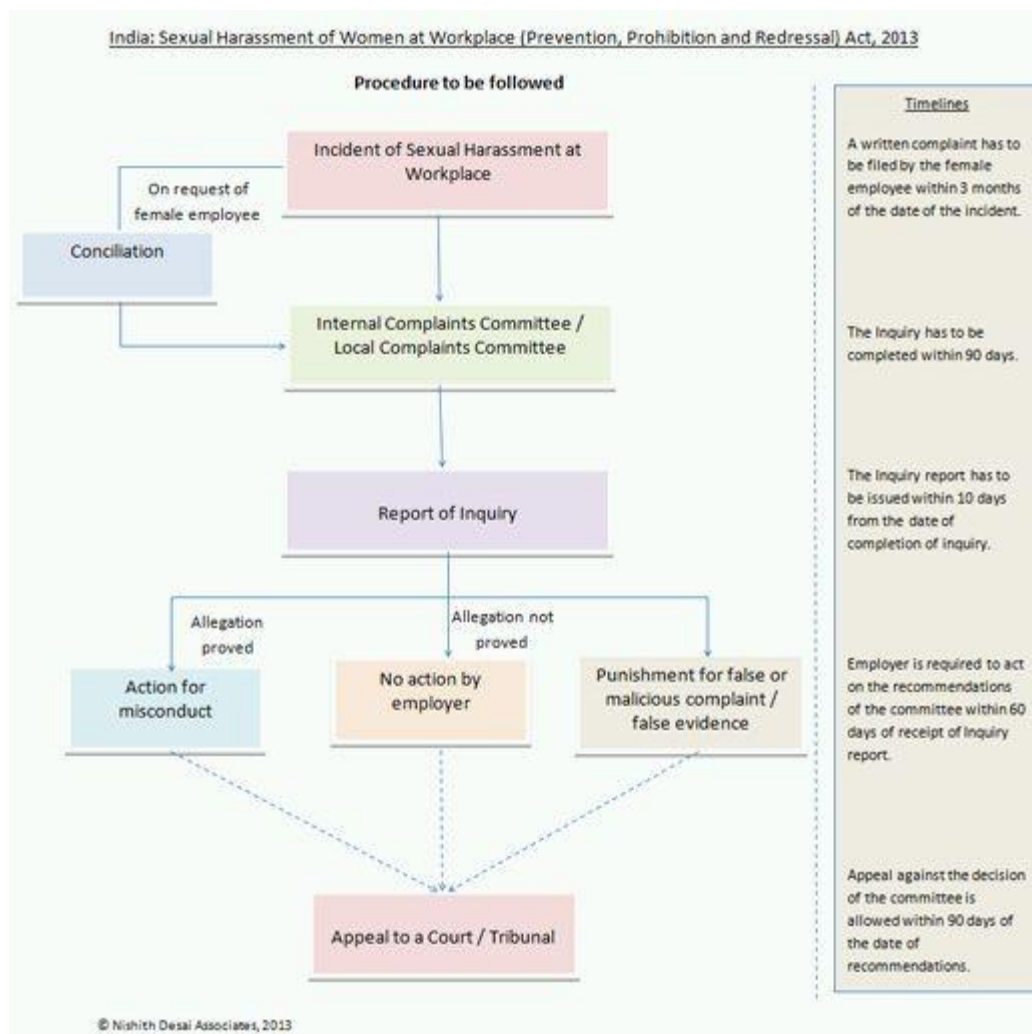 India: Sexual Harassment of Women at Workplace (Prevention, Prohibition and Redressal) Act, 2013
Procedure to be followed
Incident of Sexual Harassment at
Workplace
On request of
female employee
Conciliation
Internal Complaints Committee /
Local Complaints Committee
Report of Inquiry
Allegation
proved
Allegation not
proved
Action for
misconduct
No action by
employer
Punishment for false or
malicious complaint /
false evidence
Appeal to a Court / Tribunal
Timelines
A written complaint has to
be filed by the female
employee within 3 months
of the date of the incident.
The Inquiry has to be
completed within 90 days.
The Inquiry report has to
be issued within 10 days
from the date of
completion of inquiry.
Employer is required to act
on the recommendations
of the committee within 60
days of receipt of Inquiry
report.
Appeal against the decision
of the committee is
allowed within 90 days of
the date of
recommendations.
© Nishith Desai Associates, 2013